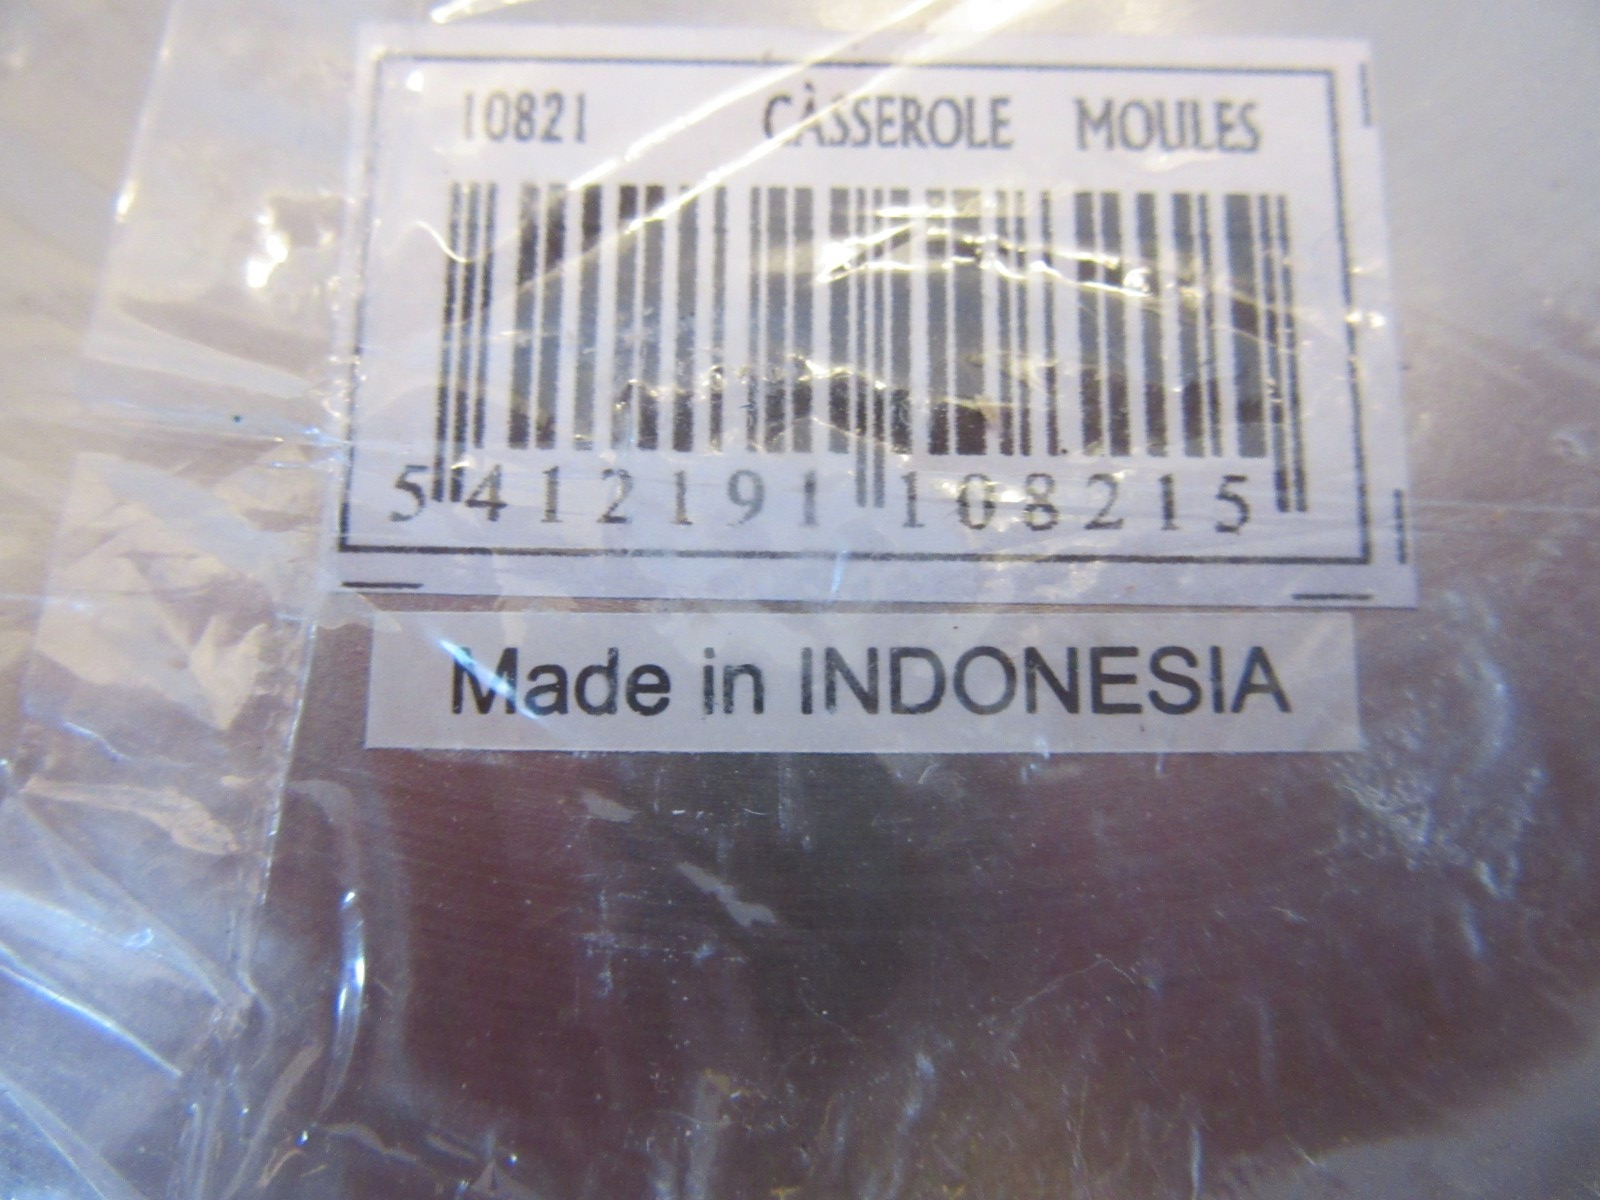 10821 CÀSSEROLE MOULES
5 412191 108215
Made in INDONESIA